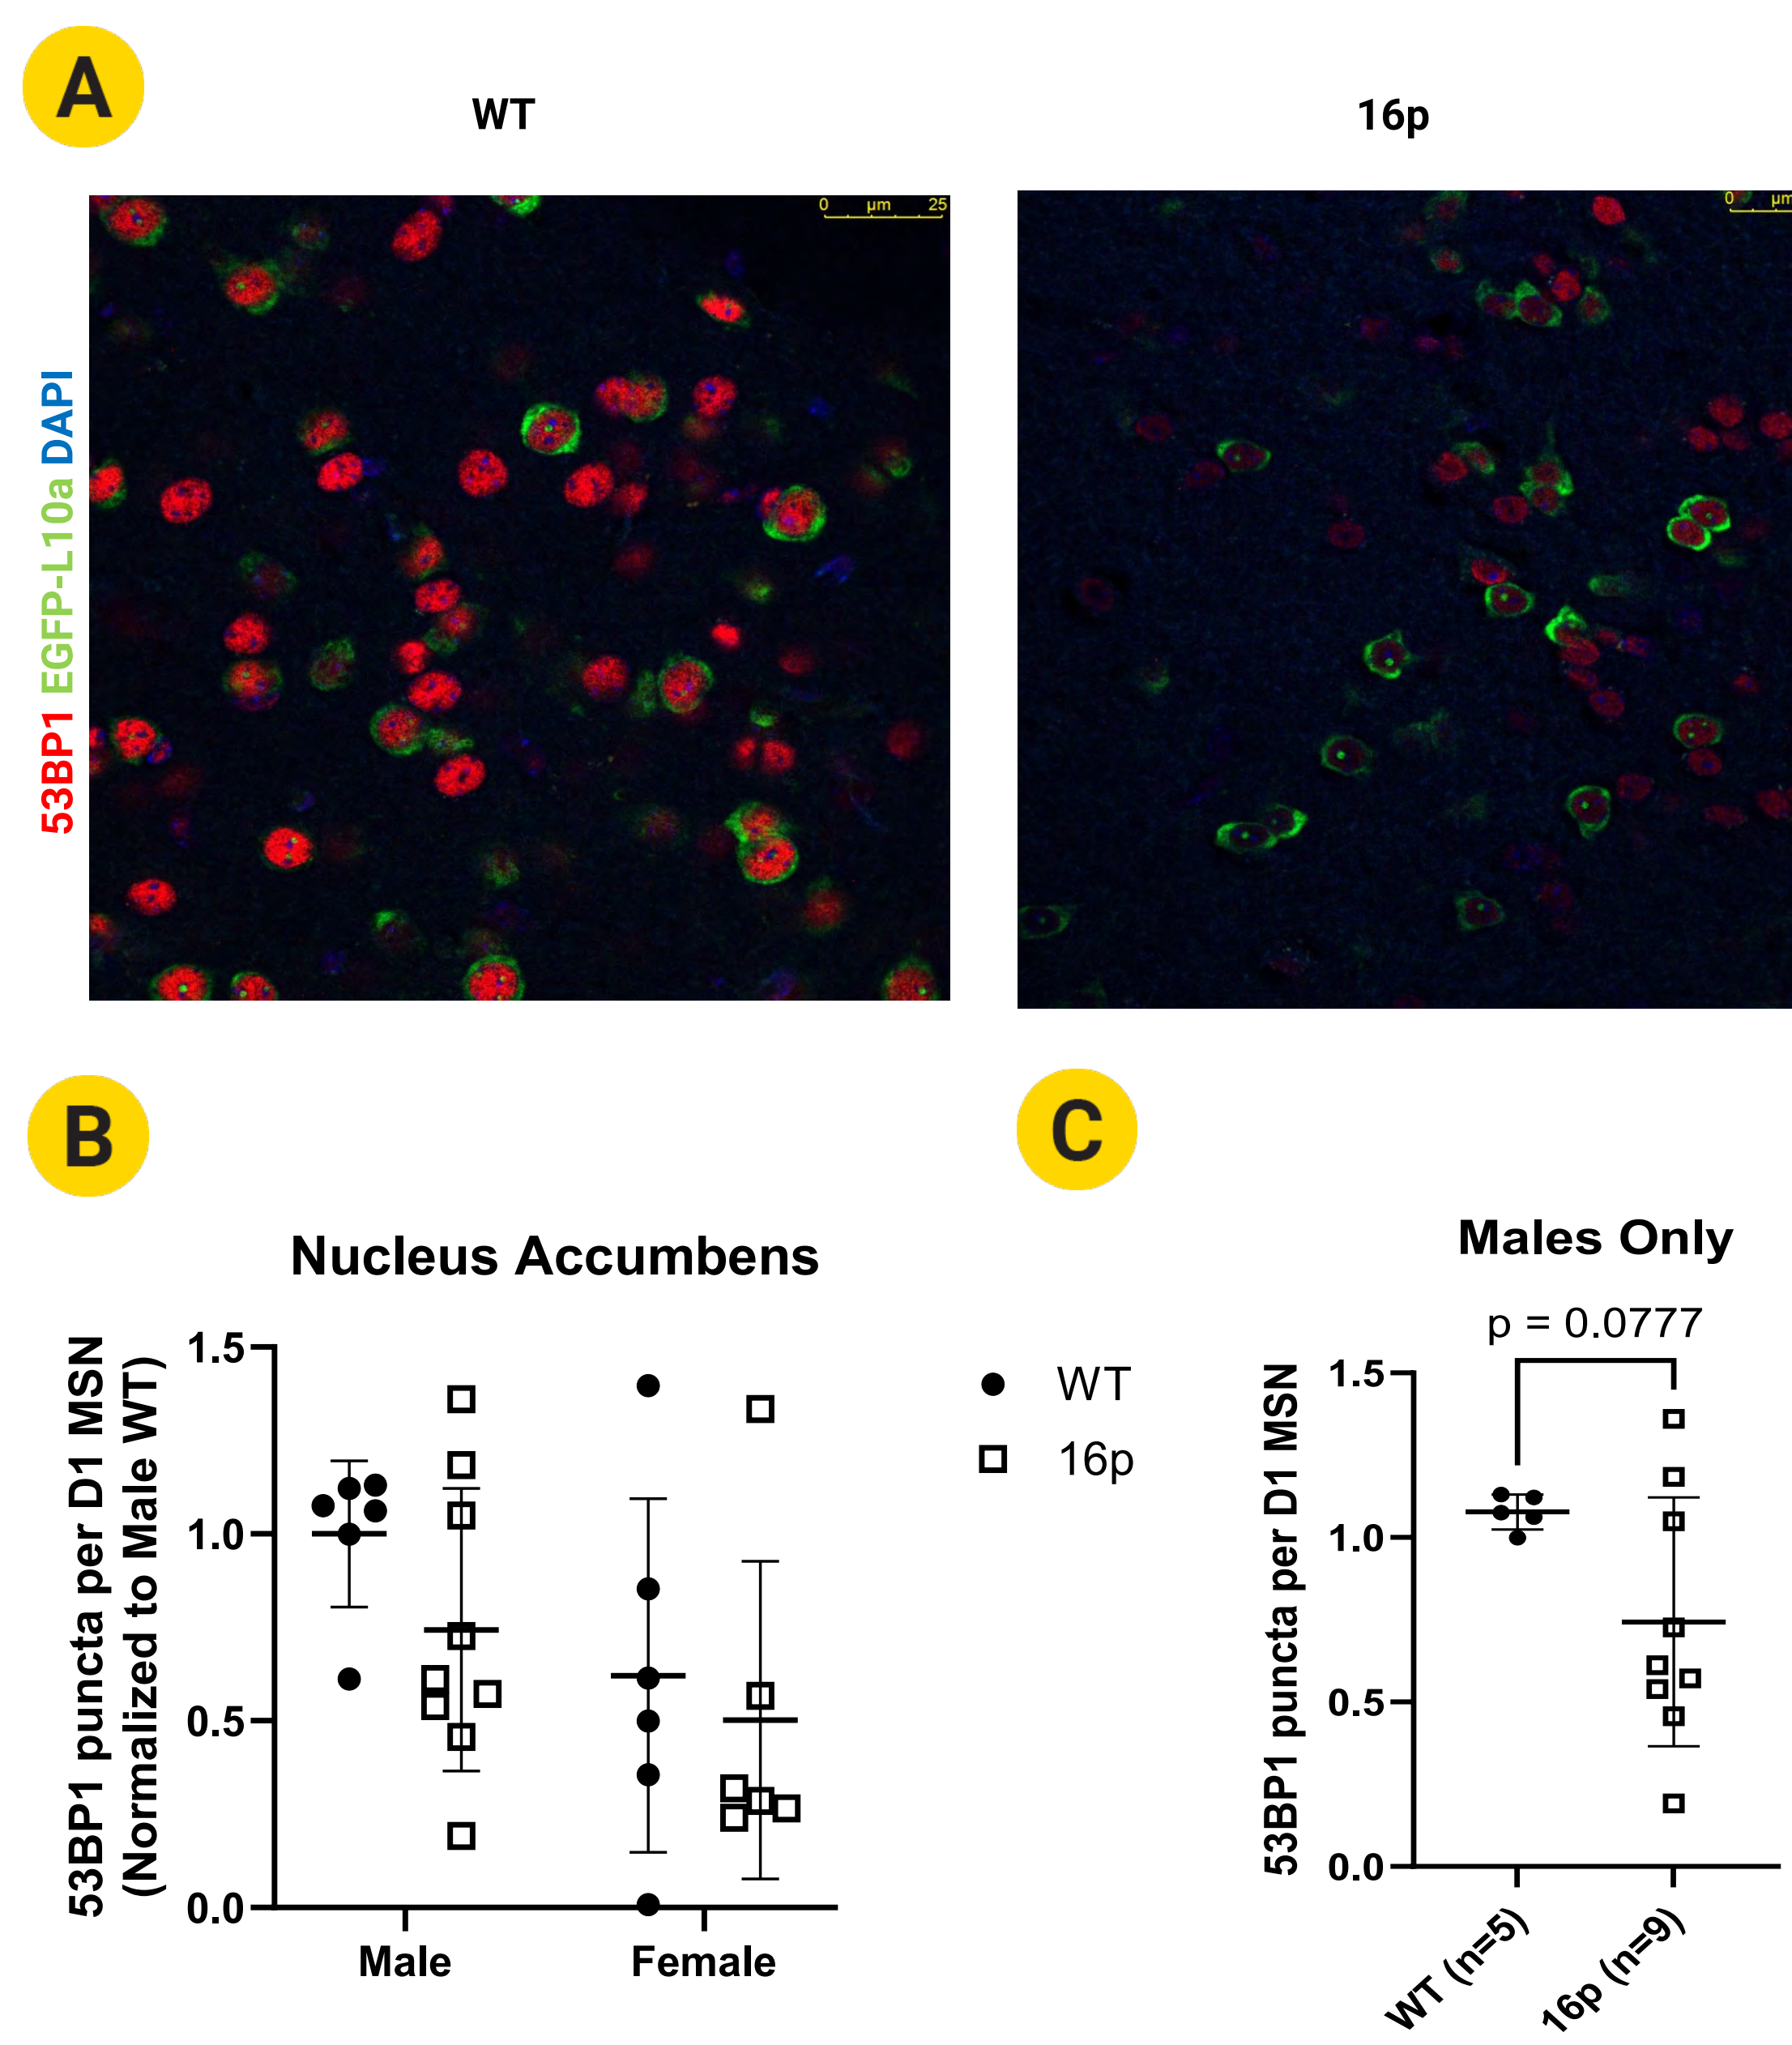 A
WT
16p
0 µm 25
0 µm
53BP1 EGFP-L10a DAPI
B
C
Nucleus Accumbens
53BP1 puncta per D1 MSN
(Normalized to Male WT)
1.5
1.0
0.5
0.0
Male
Female
WT
16p
Males Only
p = 0.0777
53BP1 puncta per D1 MSN
1.5
1.0
0.5
0.0
WT (n=5)
16p (n=9)